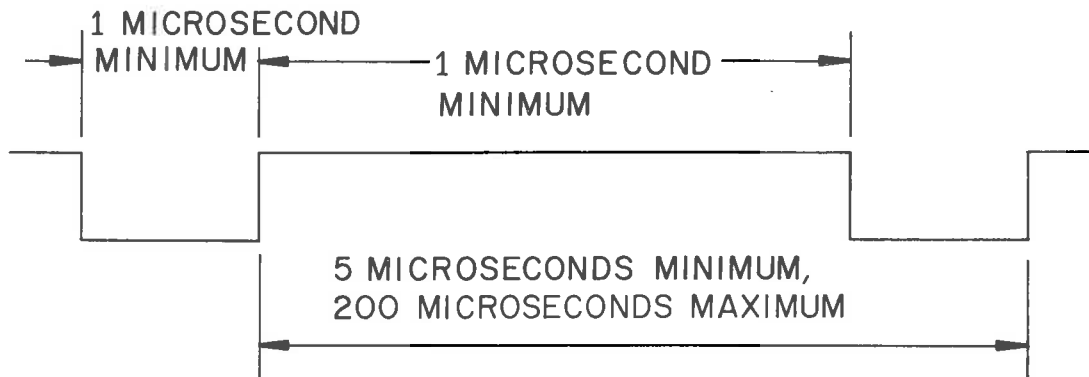 1 MICROSECOND
MINIMUM
1 MICROSECOND
MINIMUM
5 MICROSECONDS MINIMUM,
200 MICROSECONDS MAXIMUM